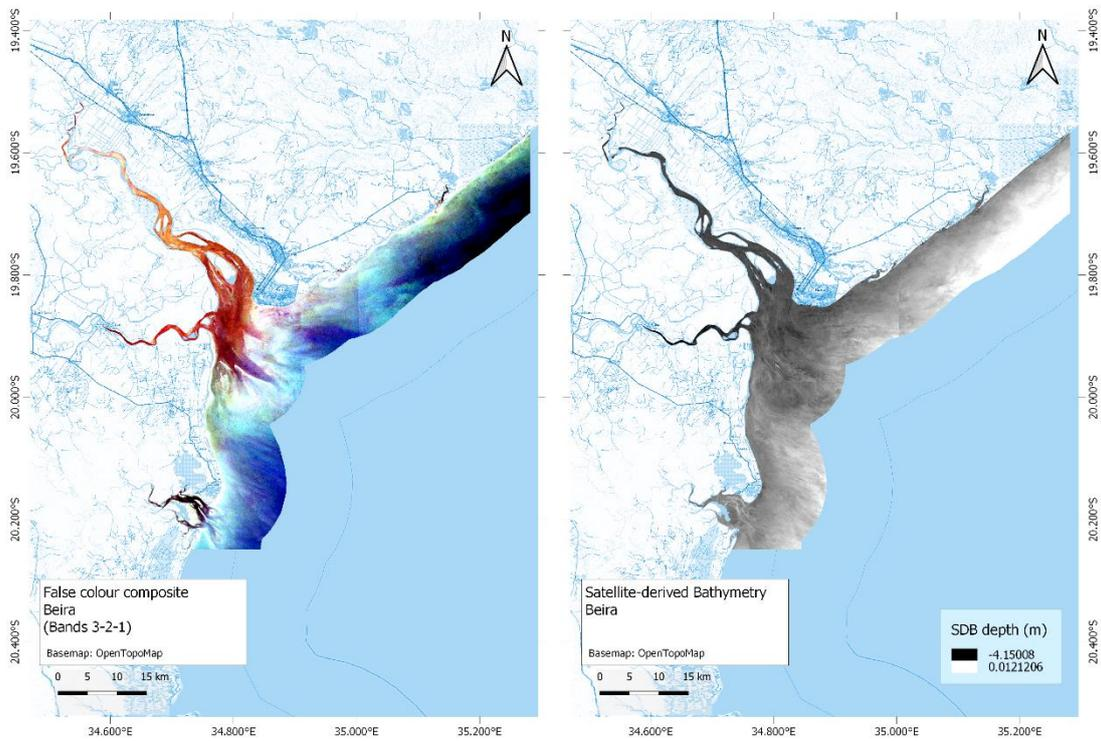 N
N
19.400°S
19.600°S
19.800°S
20.000°S
20.200°S
20.400°S
19.400°S
19.600°S
19.800°S
20.000°S
20.200°S
20.400°S
False colour composite
Beira
(Bands 3-2-1)
Basemap: OpenTopoMap
0 5 10 15 km
Satellite-derived Bathymetry
Beira
Basemap: OpenTopoMap
0 5 10 15 km
SDB depth (m)
-4.15008
0.0121206
34.600°E 34.800°E 35.000°E 35.200°E
34.600°E 34.800°E 35.000°E 35.200°E